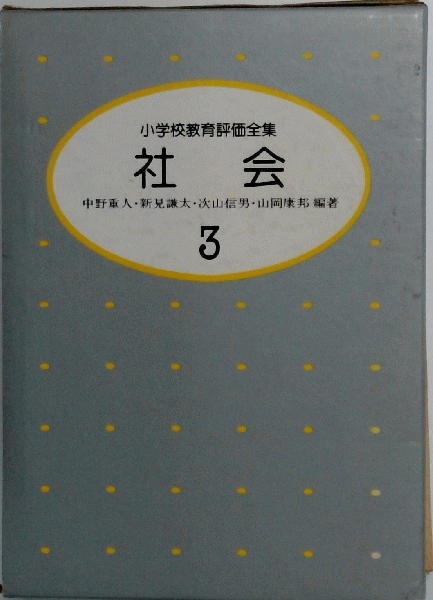 小学校教育評価全集
社会
中野重人・新見謙太・次山信男・山岡康邦 編著
3